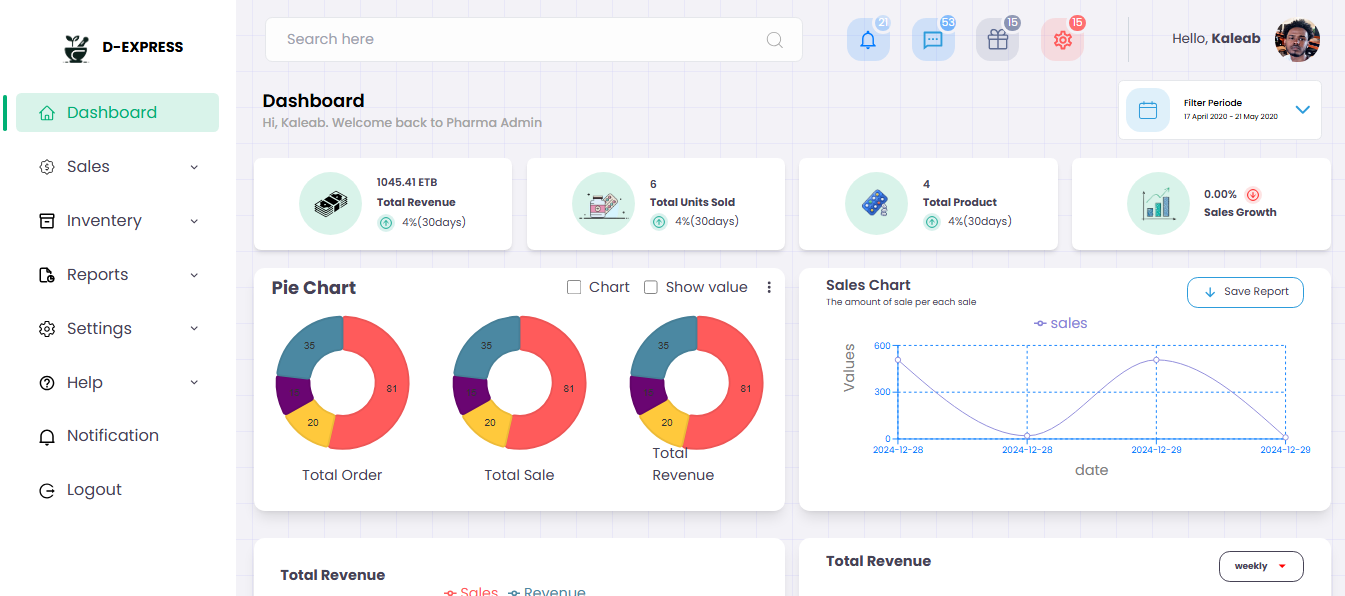 D-EXPRESS
Dashboard
Sales
Inventory
Reports
Settings
Help
Notification
Logout
Search here
21
53
15
15
Hello, Kaleab
Dashboard
Hi, Kaleab. Welcome back to Pharma Admin
Filter Periode
17 April 2020 - 21 May 2020
1045.41 ETB
Total Revenue
4%(30days)
6
Total Units Sold
4%(30days)
4
Total Product
4%(30days)
0.00%
Sales Growth
Pie Chart
Chart
Show value
35
81
20
Total Order
35
81
20
Total Sale
35
81
20
Total
Revenue
Sales Chart
The amount of sale per each sale
Save Report
sales
Values
600
300
0
2024-12-28
2024-12-28
2024-12-29
2024-12-29
date
Total Revenue
Sales
Revenue
Total Revenue
weekly